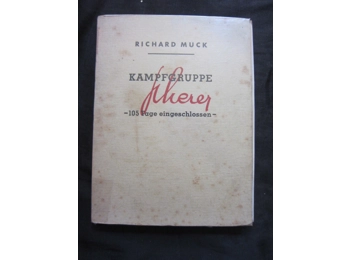 RICHARD MUCK
KAMPFGRUPPE
Scherer
-105 Tage eingeschlossen-